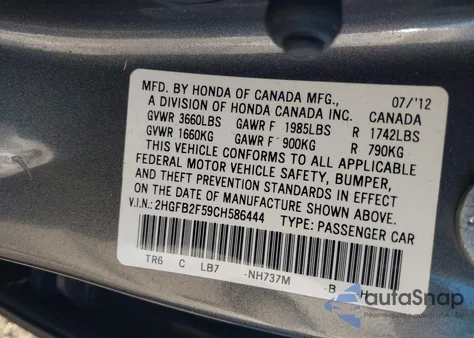 MFD. BY HONDA OF CANADA MFG., 07/'12
A DIVISION OF HONDA CANADA INC. CANADA
GVWR 3660LBS GAWR F 1985LBS R 1742LBS
GVWR 1660KG GAWR F 900KG R 790KG
THIS VEHICLE CONFORMS TO ALL APPLICABLE
FEDERAL MOTOR VEHICLE SAFETY, BUMPER,
AND THEFT PREVENTION STANDARDS IN EFFECT
ON THE DATE OF MANUFACTURE SHOWN ABOVE.
V.I.N.: 2HGFB2F59CH586444 TYPE: PASSENGER CAR
TR6 C LB7 -NH737M -B
autoSnap